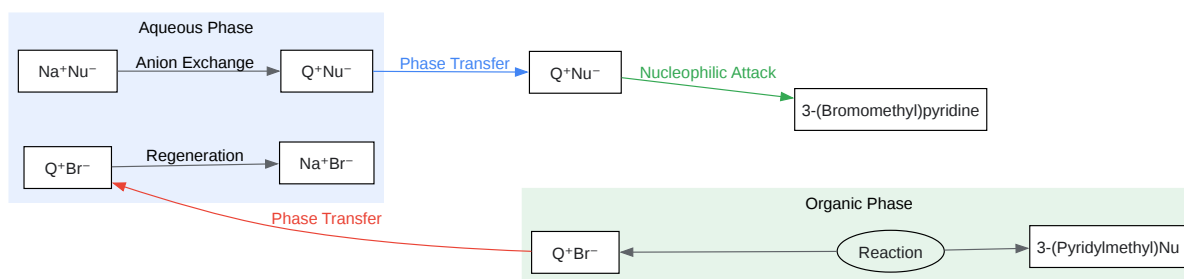 Aqueous Phase
Na⁺Nu⁻
Anion Exchange
Q⁺Nu⁻
Phase Transfer
Q⁺Nu⁻
Nucleophilic Attack
3-(Bromomethyl)pyridine
Q⁺Br⁻
Regeneration
Na⁺Br⁻
Phase Transfer
Organic Phase
Q⁺Br⁻
Reaction
3-(Pyridylmethyl)Nu